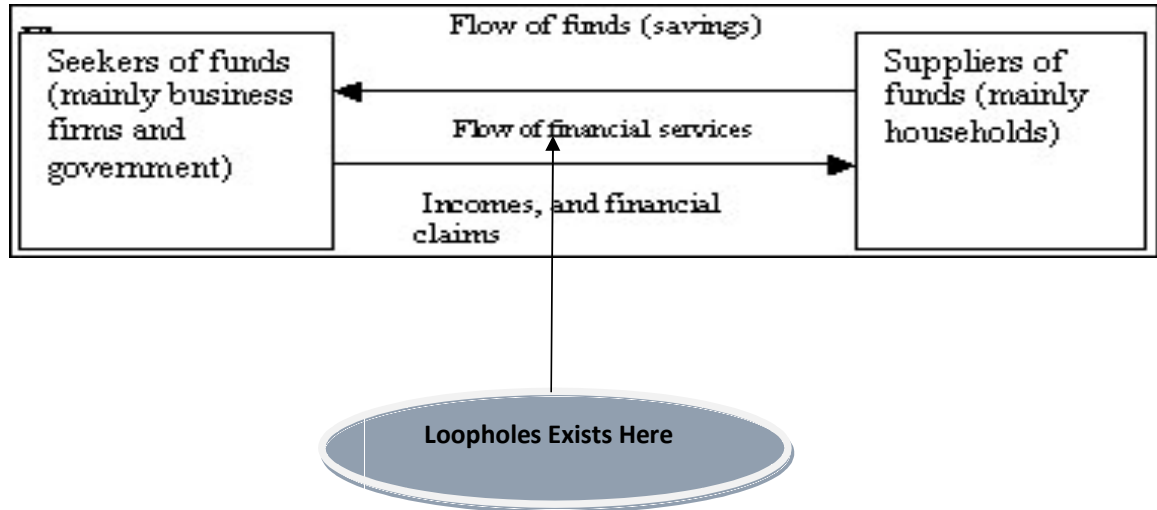 Flow of funds (savings)
Seekers of funds
(mainly business
firms and
government)
Suppliers of
funds (mainly
households)
Flow of financial services
Incomes, and financial
claims
Loopholes Exists Here